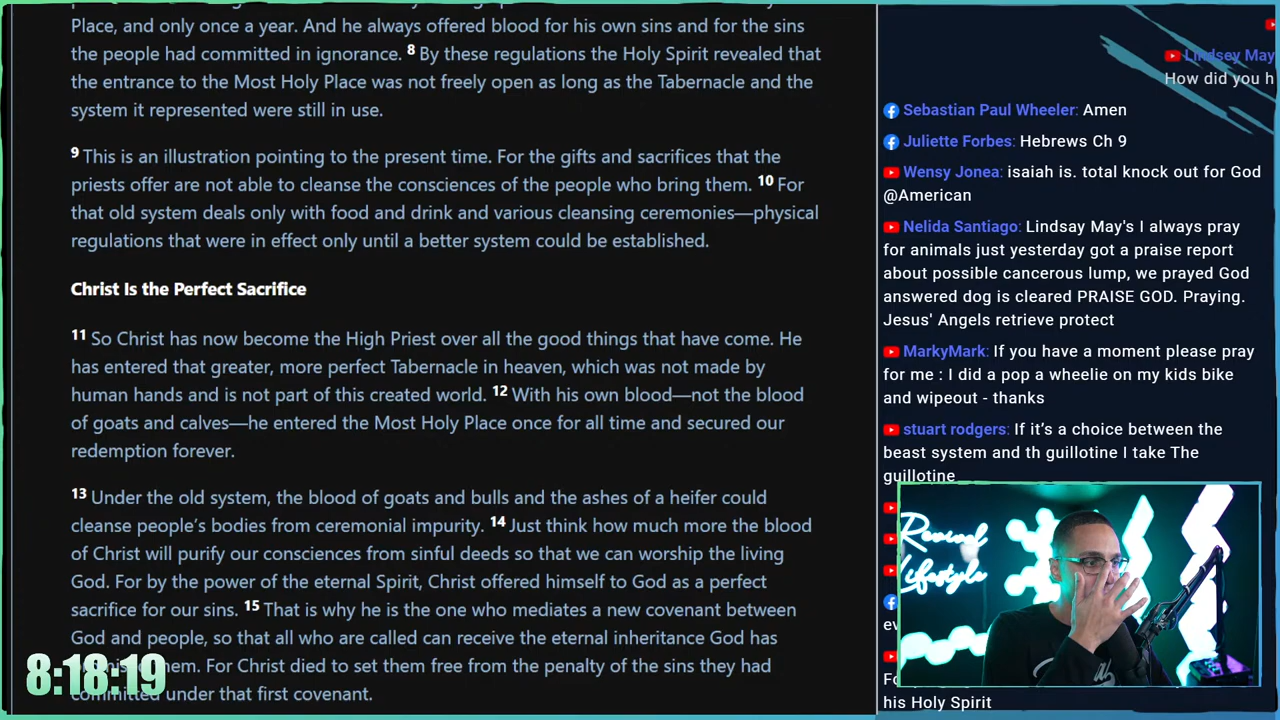 Place, and only once a year. And he always offered blood for his own sins and for the sins
the people had committed in ignorance. 8 By these regulations the Holy Spirit revealed that
the entrance to the Most Holy Place was not freely open as long as the Tabernacle and the
system it represented were still in use.
9 This is an illustration pointing to the present time. For the gifts and sacrifices that the
priests offer are not able to cleanse the consciences of the people who bring them. 10 For
that old system deals only with food and drink and various cleansing ceremonies—physical
regulations that were in effect only until a better system could be established.
Christ Is the Perfect Sacrifice
11 So Christ has now become the High Priest over all the good things that have come. He
has entered that greater, more perfect Tabernacle in heaven, which was not made by
human hands and is not part of this created world. 12 With his own blood—not the blood
of goats and calves—he entered the Most Holy Place once for all time and secured our
redemption forever.
13 Under the old system, the blood of goats and bulls and the ashes of a heifer could
cleanse people's bodies from ceremonial impurity. 14 Just think how much more the blood
of Christ will purify our consciences from sinful deeds so that we can worship the living
God. For by the power of the eternal Spirit, Christ offered himself to God as a perfect
sacrifice for our sins. 15 That is why he is the one who mediates a new covenant between
God and people, so that all who are called can receive the eternal inheritance God has
them. For Christ died to set them free from the penalty of the sins they had
committed under that first covenant.
8:18:19
Lindsey May
How did you h
Sebastian Paul Wheeler: Amen
Juliette Forbes: Hebrews Ch 9
Wensy Jonea: isaiah is. total knock out for God
@American
Nelida Santiago: Lindsay May's I always pray
for animals just yesterday got a praise report
about possible cancerous lump, we prayed God
answered dog is cleared PRAISE GOD. Praying.
Jesus' Angels retrieve protect
MarkyMark: If you have a moment please pray
for me : I did a pop a wheelie on my kids bike
and wipeout - thanks
stuart rodgers: If it's a choice between the
beast system and th guillotine I take The
guillotine
ev
Fo
his Holy Spirit
Revival
Lifestyle